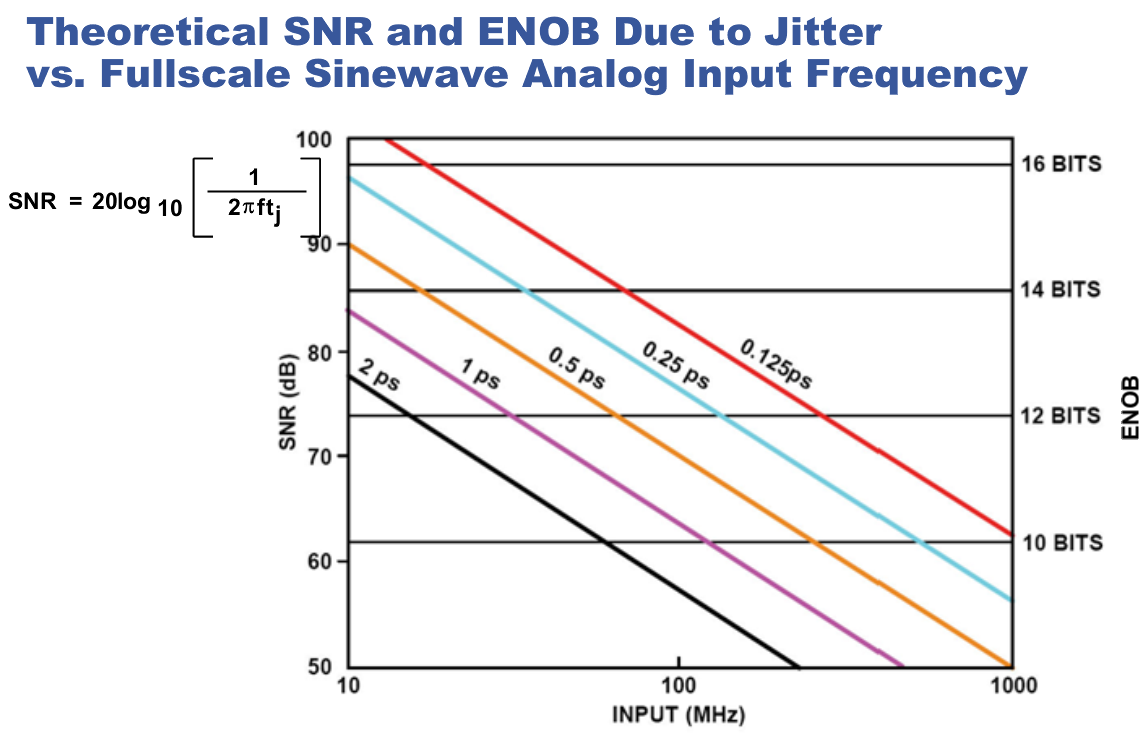 Theoretical SNR and ENOB Due to Jitter
vs. Fullscale Sinewave Analog Input Frequency
SNR = 20log 10 [ 1 / 2πftj ]
100
90
80
70
60
50
SNR (dB)
16 BITS
14 BITS
12 BITS
10 BITS
ENOB
2 ps
1 ps
0.5 ps
0.25 ps
0.125ps
10
100
1000
INPUT (MHz)